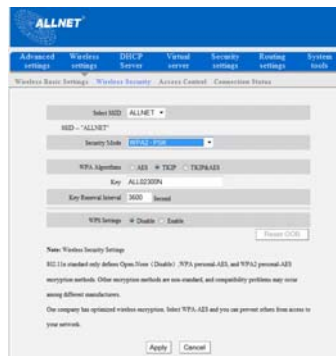 ALLNET
Advanced settings Wireless settings DHCP Server Virtual server Security settings Routing settings System tools
Wireless Basic Settings Wireless Security Access Control Connection Status
Select SSID ALLNET
SSID -- "ALLNET"
Security Mode WPA2 - PSK
WPA Algorithms AES TKIP TKIP&AES
Key ALL02300N
Key Renewal Interval 3600 Second
WPS Settings Disable Enable
Reset OOB
Note: Wireless Security Settings
802.11n standard only defines Open-None (Disable) ,WPA personal-AES, and WPA2 personal-AES
encryption methods. Other encryption methods are non-standard, and compatibility problems may occur
among different manufacturers.
Our company has optimized wireless encryption. Select WPA-AES and you can prevent others from access to
your network.
Apply Cancel